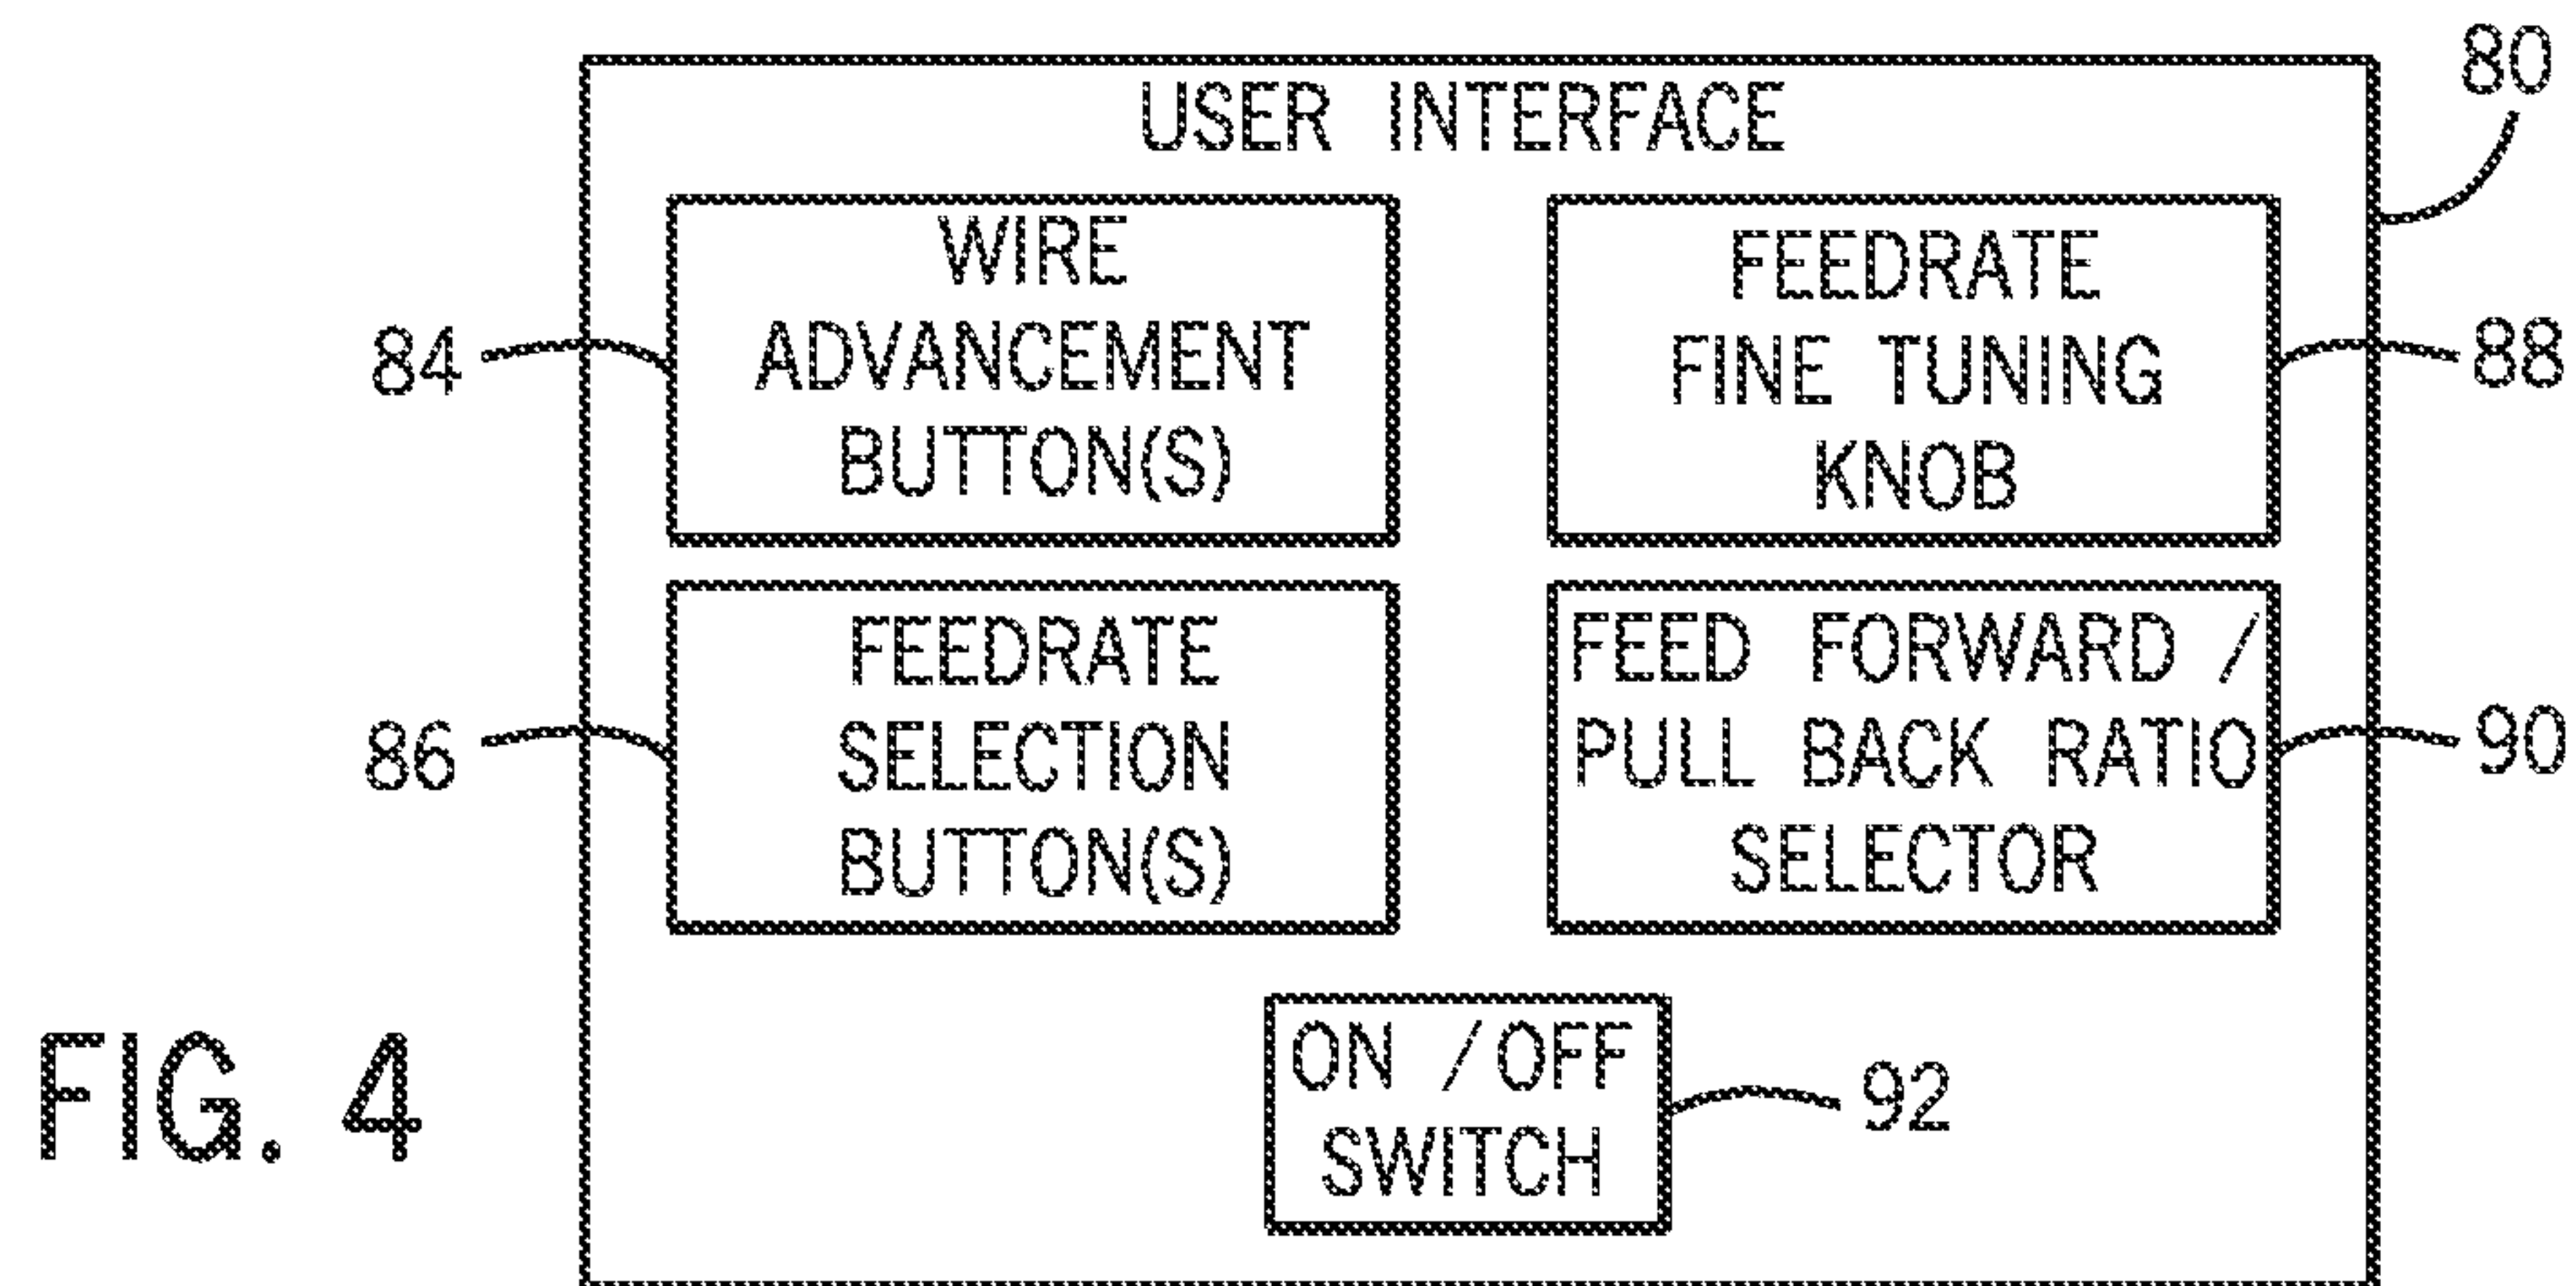 USER INTERFACE
80
WIRE
ADVANCEMENT
BUTTON(S)
84
FEEDRATE
FINE TUNING
KNOB
88
FEEDRATE
SELECTION
BUTTON(S)
86
FEED FORWARD /
PULL BACK RATIO
SELECTOR
90
ON / OFF
SWITCH
92
FIG. 4